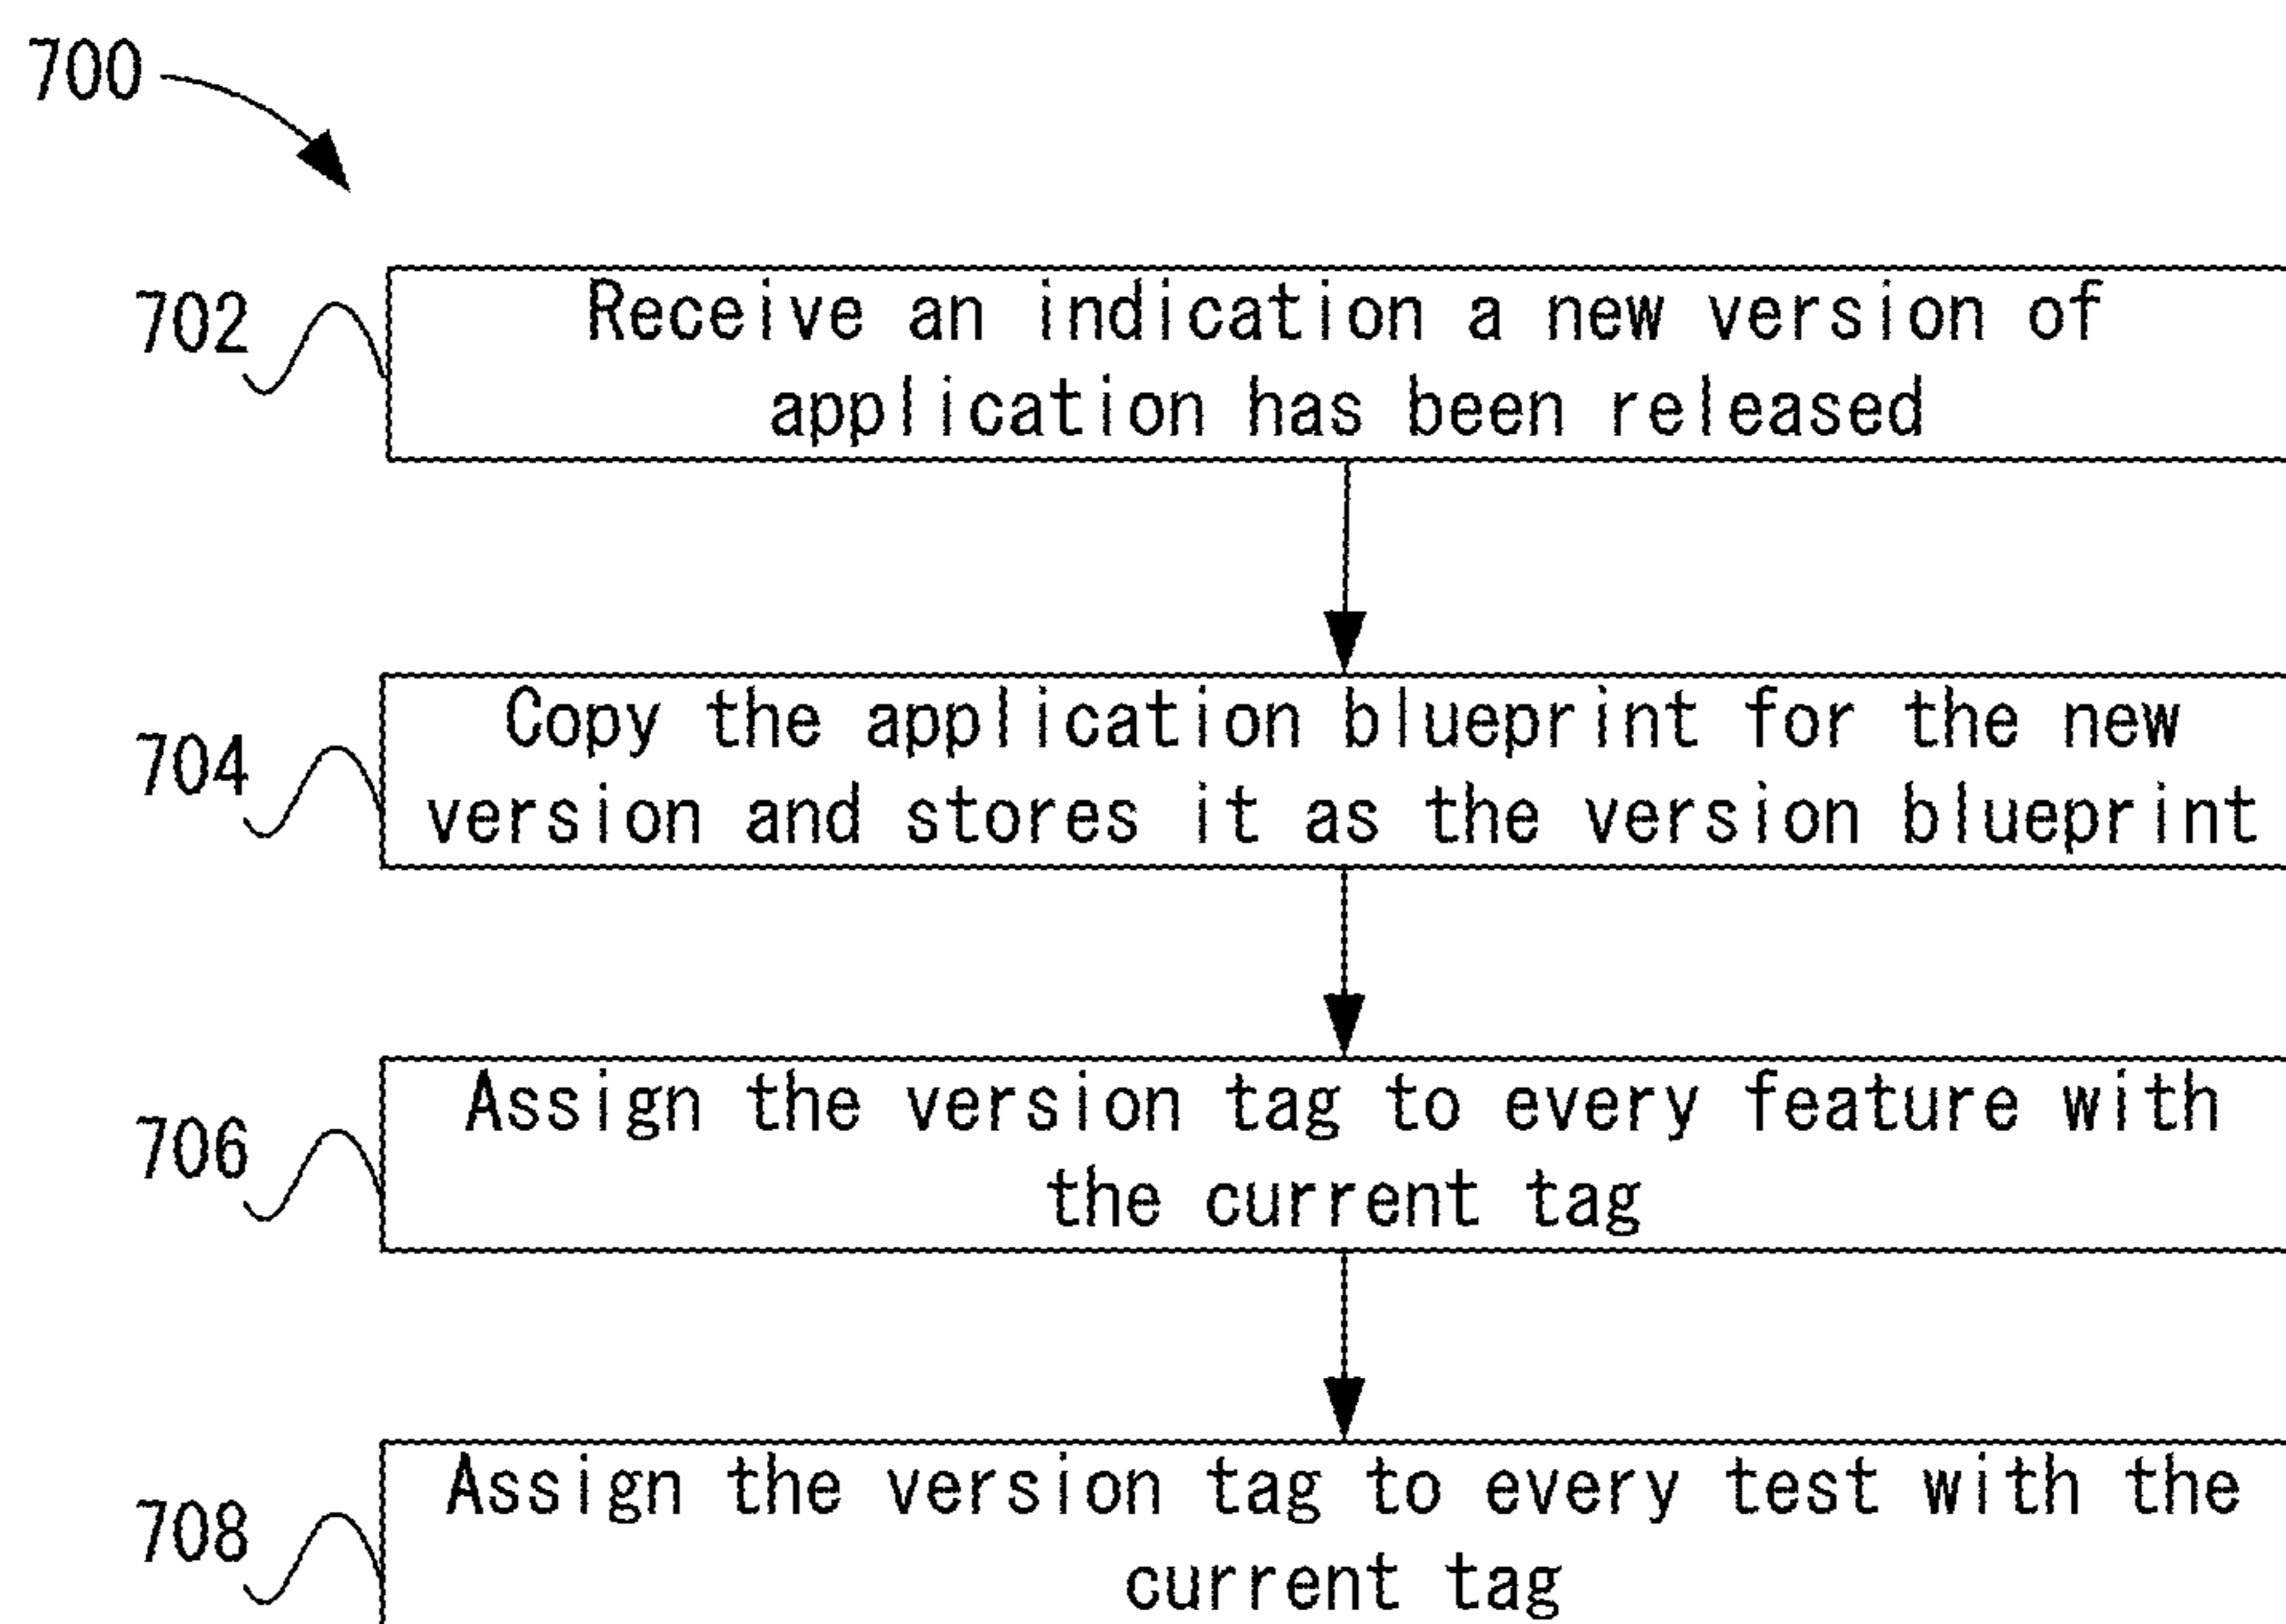 700
702
Receive an indication a new version of
application has been released
704
Copy the application blueprint for the new
version and stores it as the version blueprint
706
Assign the version tag to every feature with
the current tag
708
Assign the version tag to every test with the
current tag